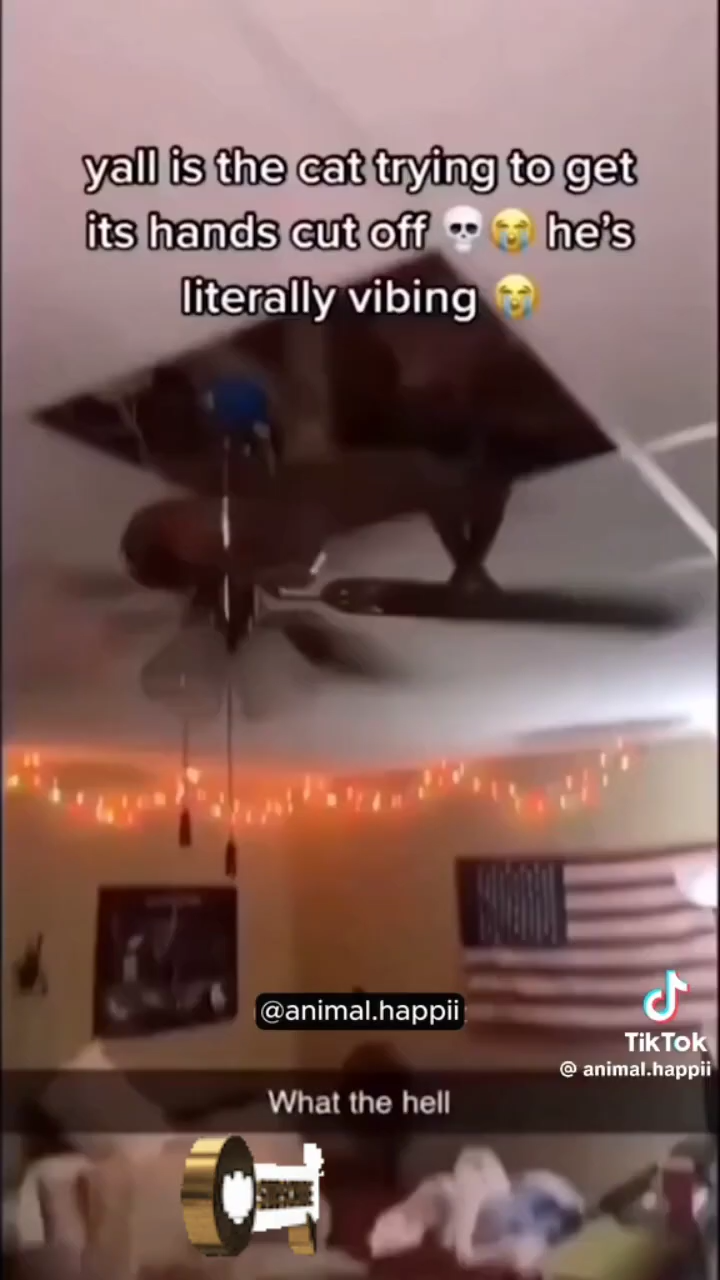 yall is the cat trying to get
its hands cut off 💀😭 he's
literally vibing 😭
@animal.happii
TikTok
@ animal.happii
What the hell